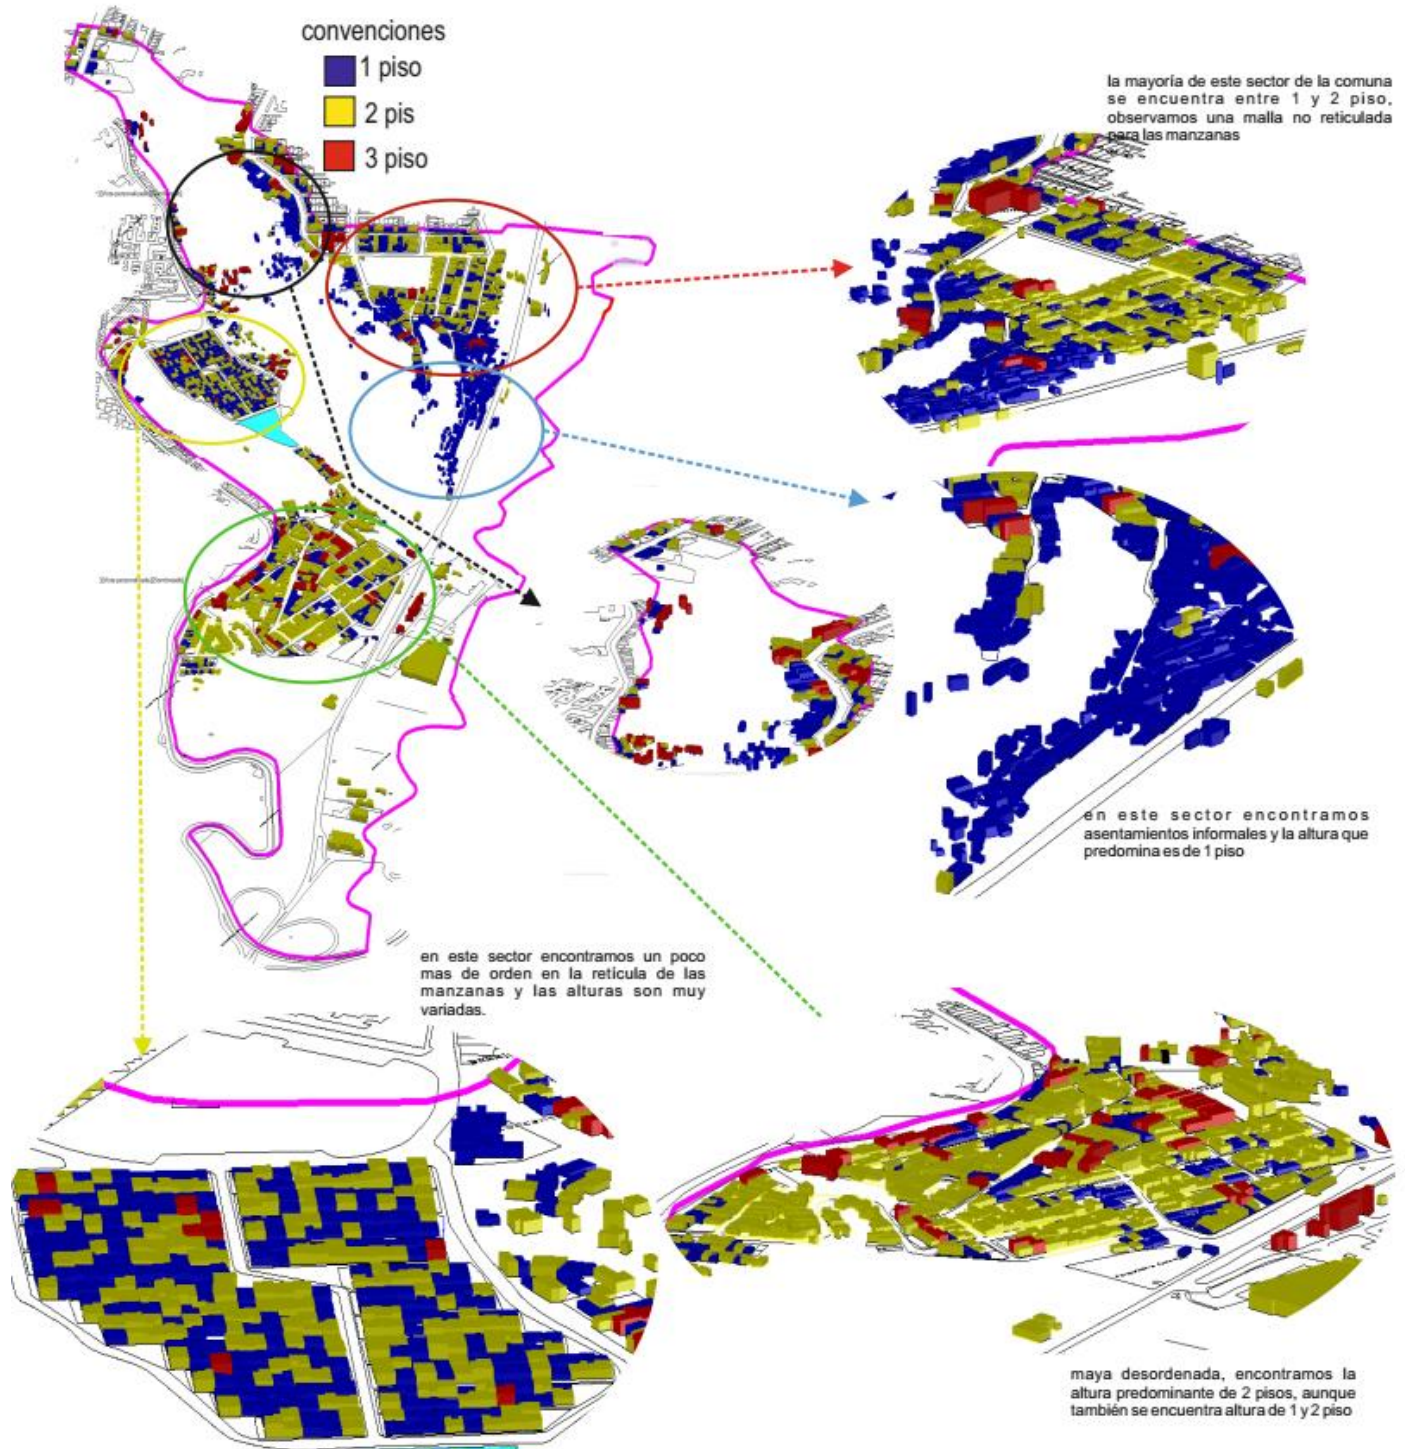 convenciones
1 piso
2 pis
3 piso
la mayoría de este sector de la comuna
se encuentra entre 1 y 2 piso,
observamos una malla no reticulada
para las manzanas
en este sector encontramos
asentamientos informales y la altura que
predomina es de 1 piso
en este sector encontramos un poco
mas de orden en la retícula de las
manzanas y las alturas son muy
variadas.
maya desordenada, encontramos la
altura predominante de 2 pisos, aunque
también se encuentra altura de 1 y 2 piso